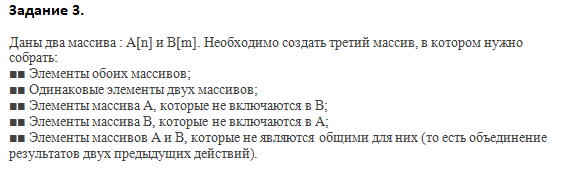 Задание 3.
Даны два массива : А[n] и B[m]. Необходимо создать третий массив, в котором нужно
собрать:
■■ Элементы обоих массивов;
■■ Одинаковые элементы двух массивов;
■■ Элементы массива A, которые не включаются в B;
■■ Элементы массива B, которые не включаются в A;
■■ Элементы массивов A и B, которые не являются общими для них (то есть объединение
результатов двух предыдущих действий).